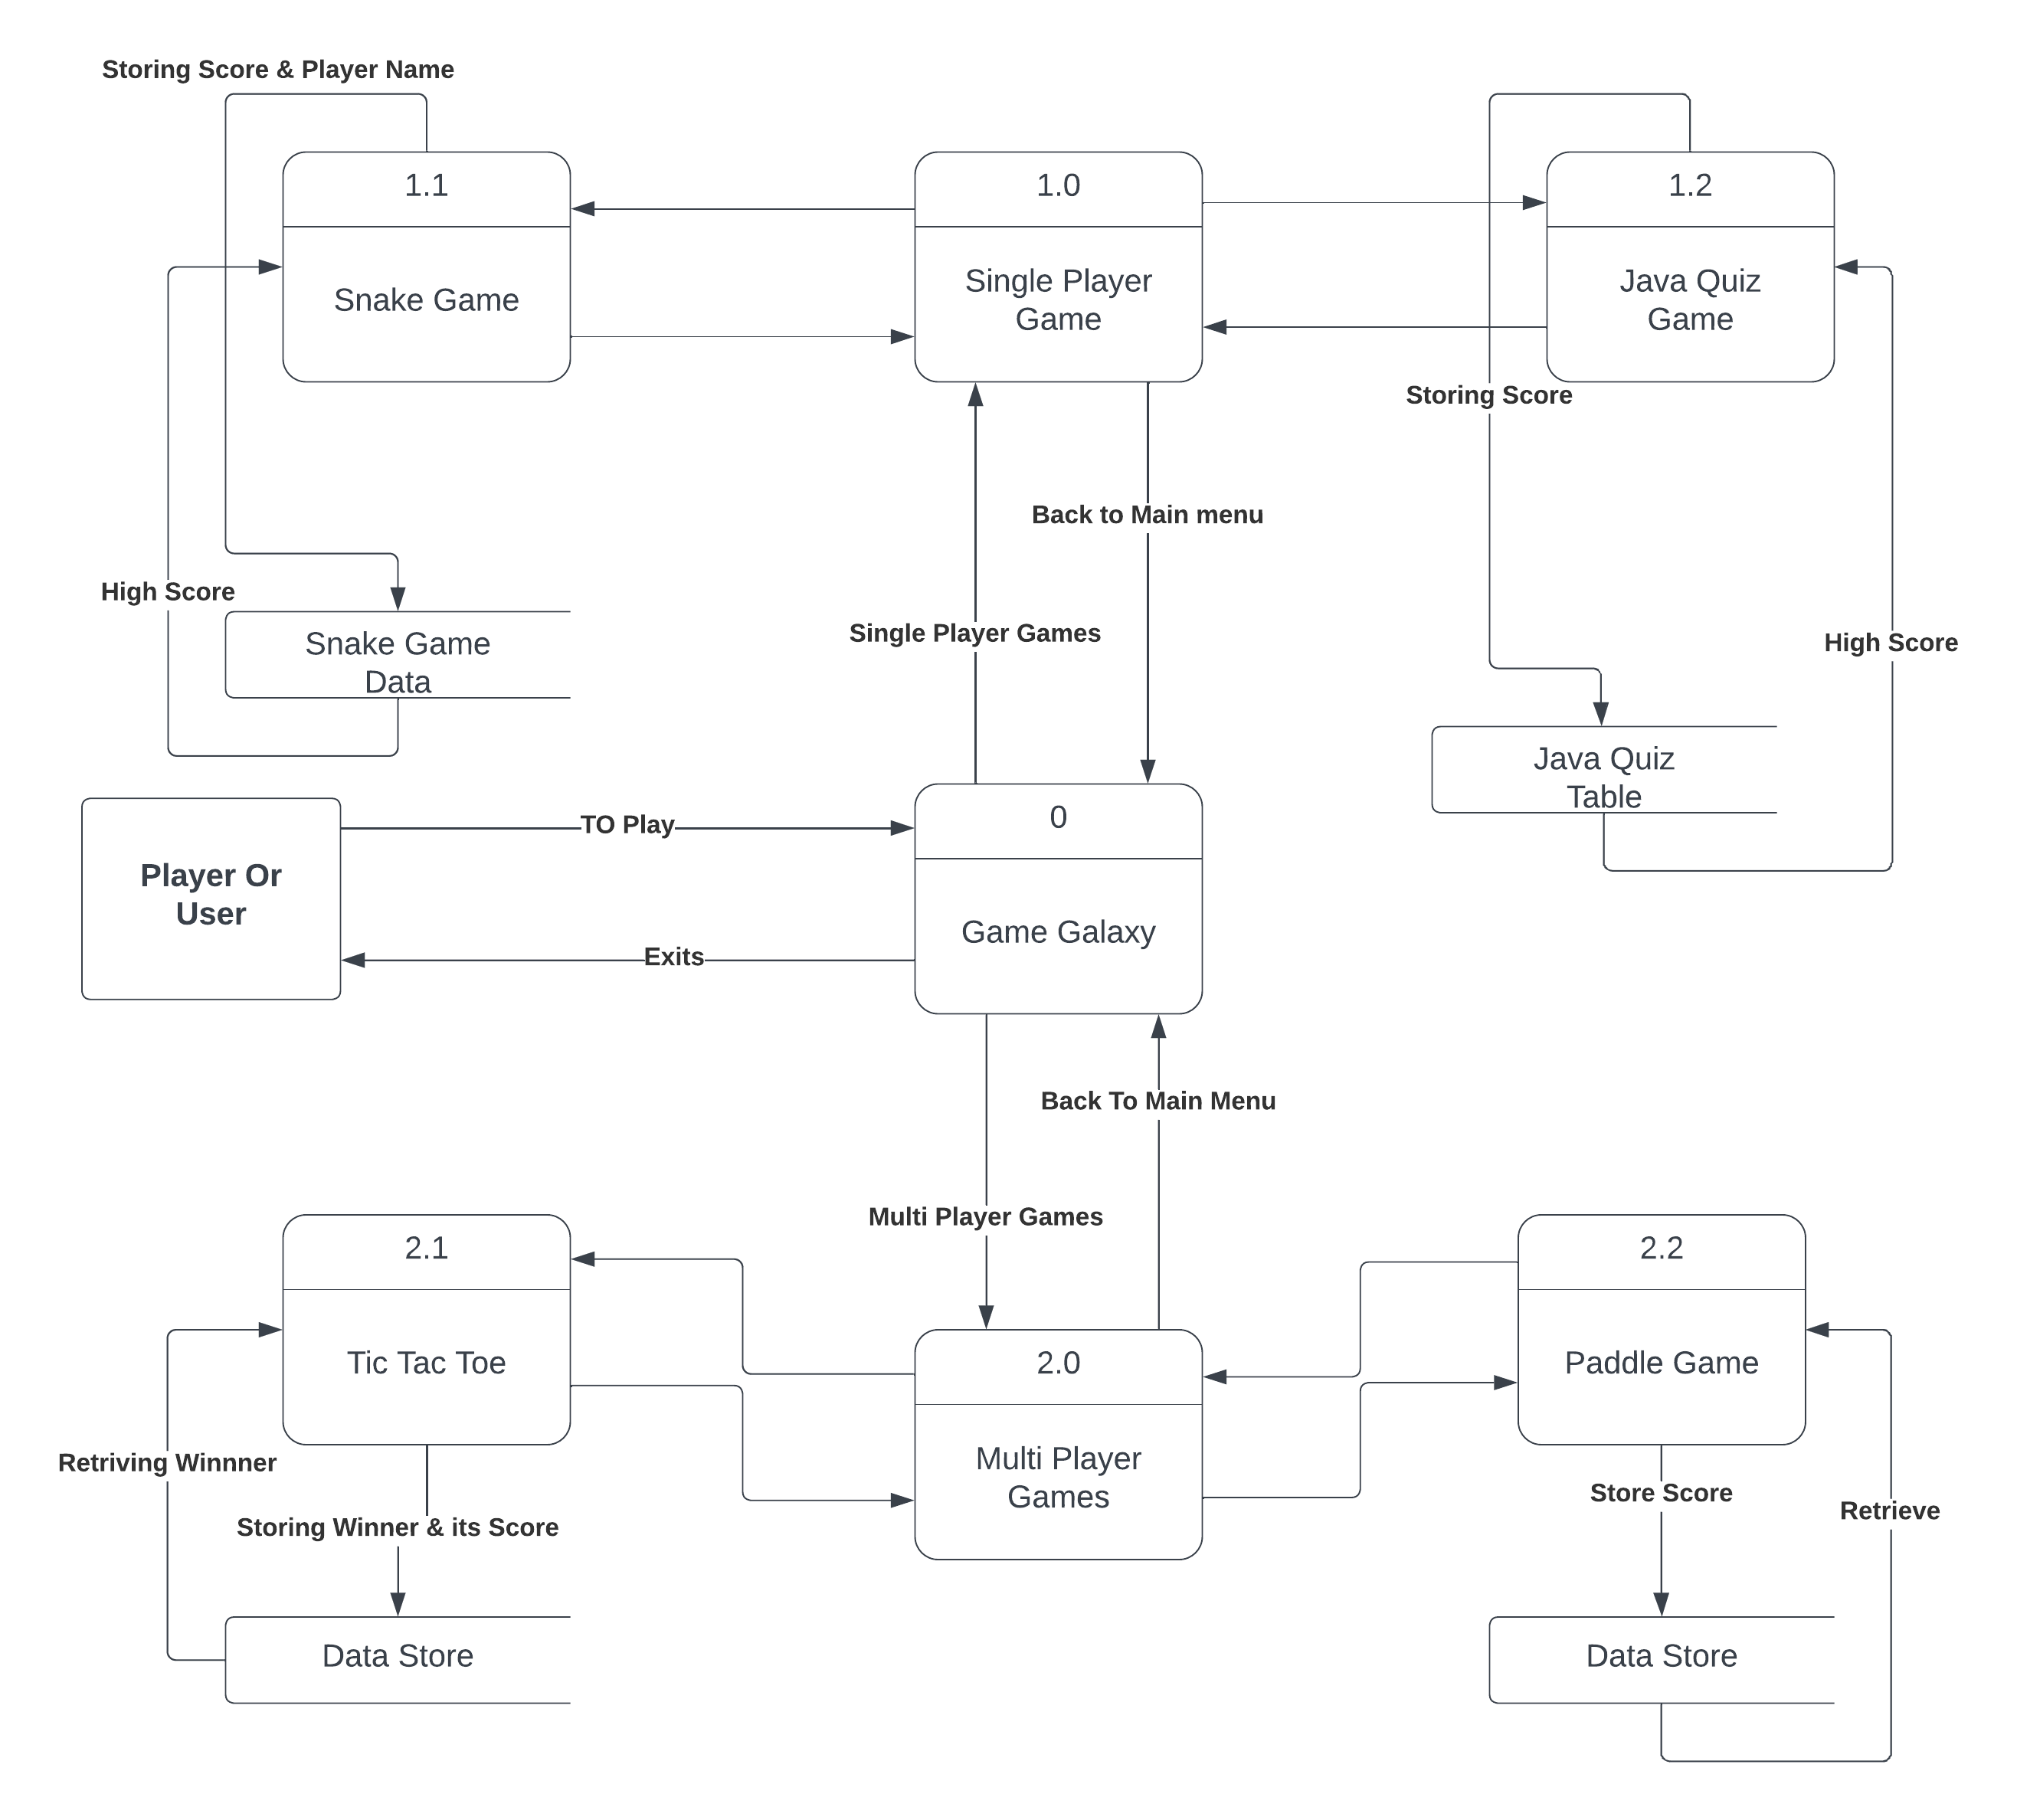 Storing Score & Player Name
1.1
Snake Game
1.0
Single Player
Game
1.2
Java Quiz
Game
Storing Score
Back to Main menu
High Score
Single Player Games
High Score
Snake Game
Data
Java Quiz
Table
Player Or
User
TO Play
Exits
0
Game Galaxy
Back To Main Menu
Multi Player Games
2.1
Tic Tac Toe
2.0
Multi Player
Games
2.2
Paddle Game
Retriving Winnner
Storing Winner & its Score
Store Score
Retrieve
Data Store
Data Store